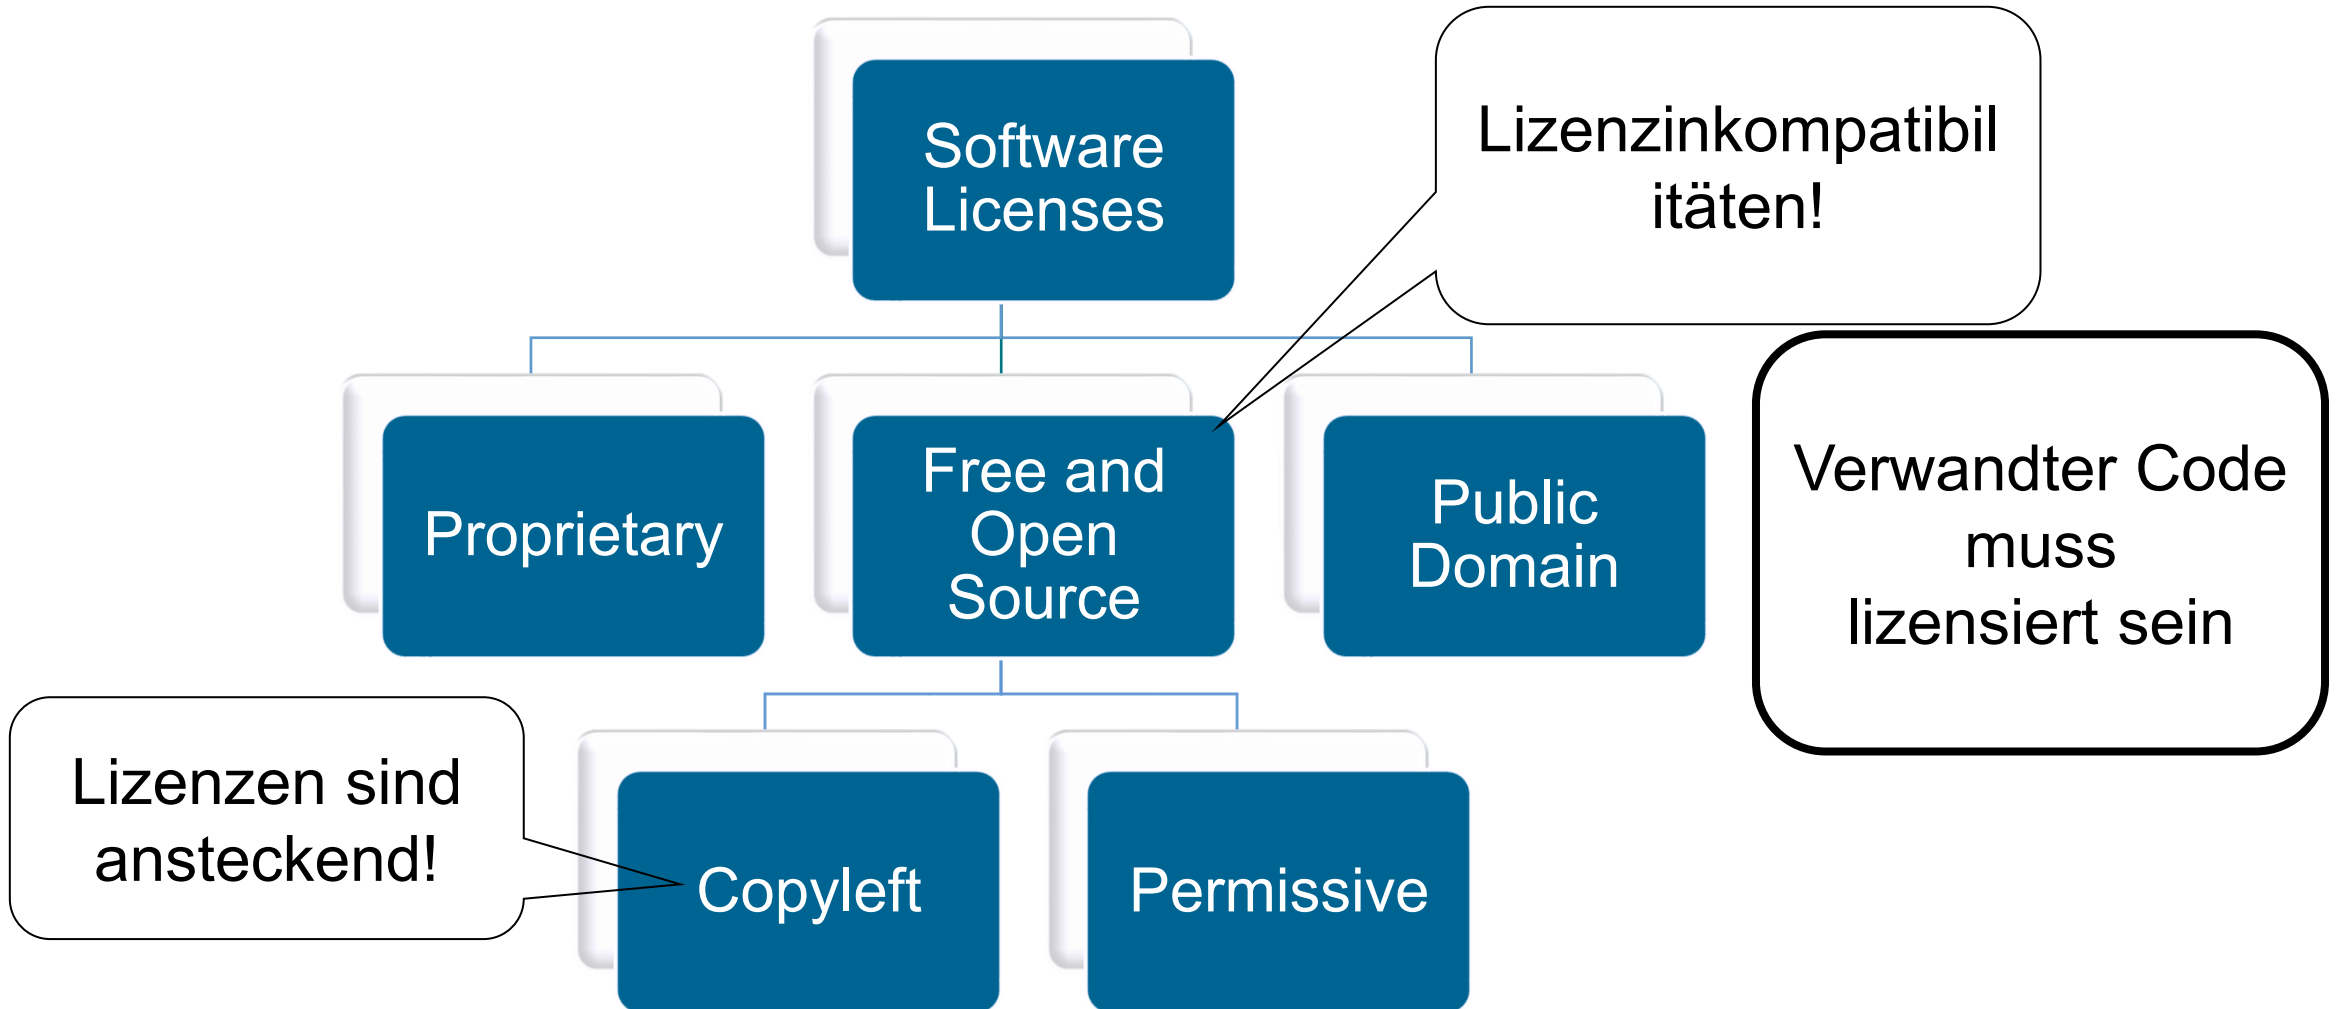 Software
Licenses
Lizenzinkompatibil
itäten!
Proprietary
Free and
Open
Source
Public
Domain
Verwandter Code
muss
lizensiert sein
Lizenzen sind
ansteckend!
Copyleft
Permissive